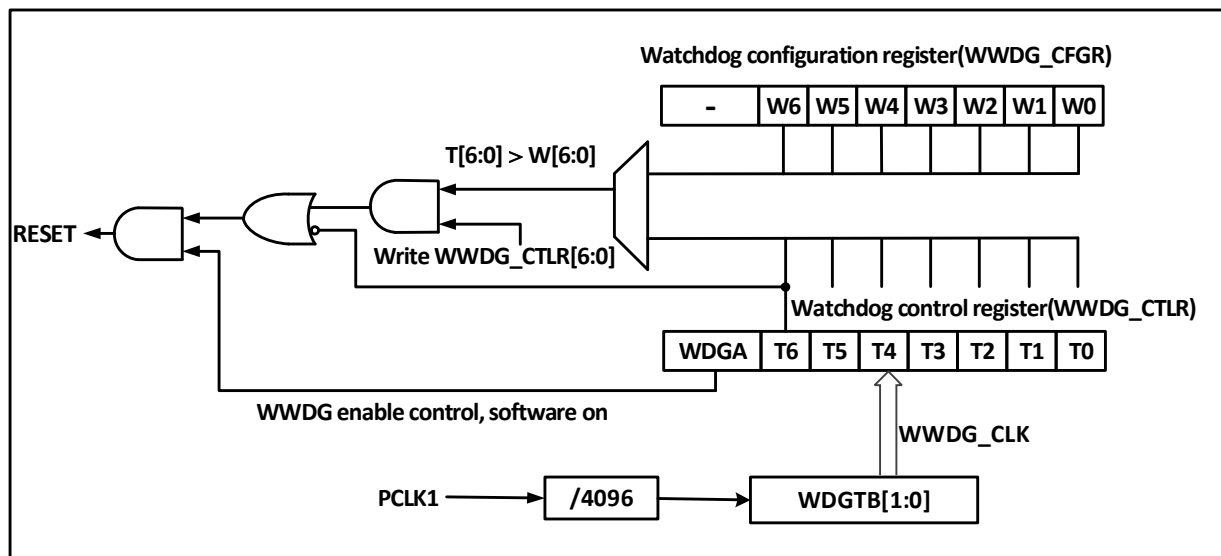 Watchdog configuration register(WWDG_CFGR)
- W6 W5 W4 W3 W2 W1 W0
T[6:0] > W[6:0]
RESET
Write WWDG_CTLR[6:0]
Watchdog control register(WWDG_CTLR)
WDGA T6 T5 T4 T3 T2 T1 T0
WWDG enable control, software on
WWDG_CLK
PCLK1 /4096 WDGTB[1:0]